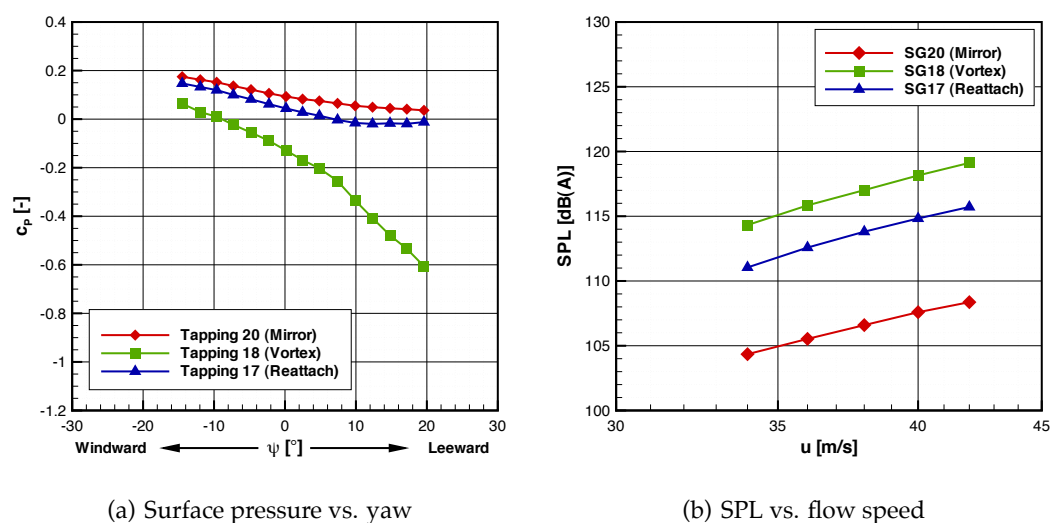 0.4
0.2
0
-0.2
-0.4
-0.6
-0.8
-1
-1.2
cP [-]
Tapping 20 (Mirror)
Tapping 18 (Vortex)
Tapping 17 (Reattach)
-30 -20 -10 0 10 20 30
Windward ψ [°] Leeward
(a) Surface pressure vs. yaw
130
125
120
115
110
105
100
SPL [dB(A)]
SG20 (Mirror)
SG18 (Vortex)
SG17 (Reattach)
30 35 40 45
u [m/s]
(b) SPL vs. flow speed